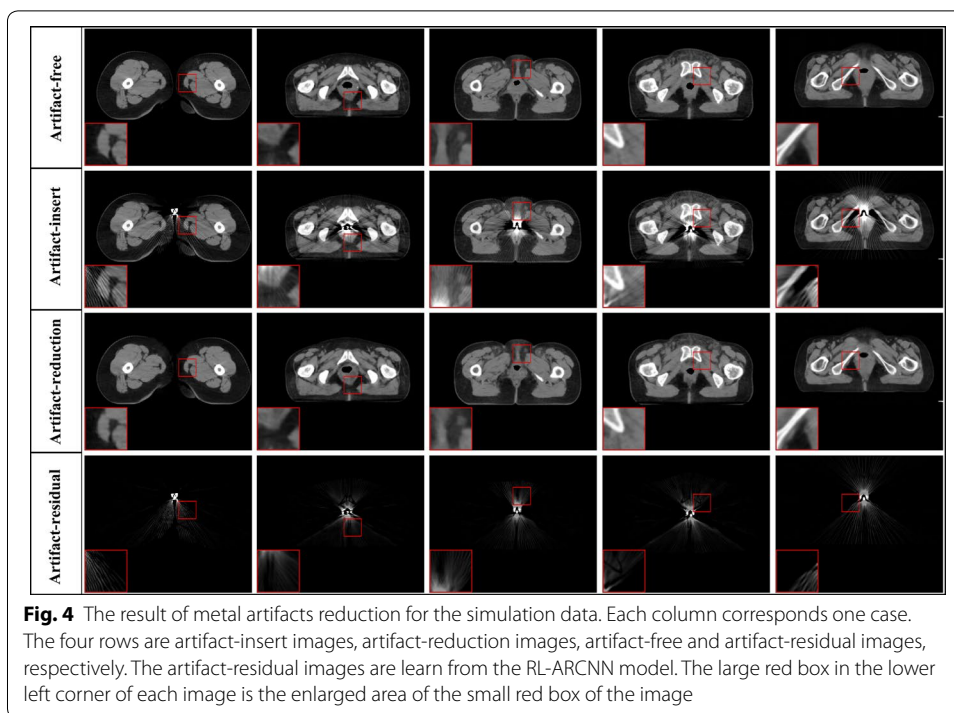 Artifact-free
Artifact-insert
Artifact-reduction
Artifact-residual
Fig. 4 The result of metal artifacts reduction for the simulation data. Each column corresponds one case.
The four rows are artifact-insert images, artifact-reduction images, artifact-free and artifact-residual images,
respectively. The artifact-residual images are learn from the RL-ARCNN model. The large red box in the lower
left corner of each image is the enlarged area of the small red box of the image